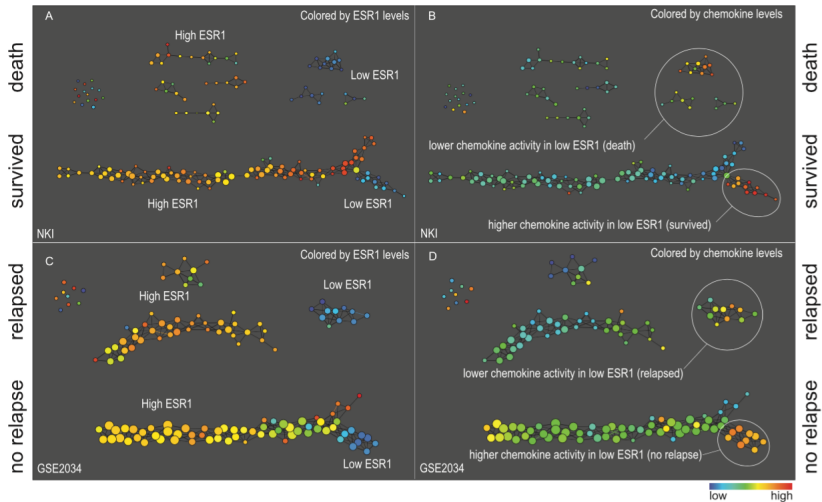 A
Colored by ESR1 levels
High ESR1
Low ESR1
death
survived
High ESR1
Low ESR1
NKI
B
Colored by chemokine levels
death
lower chemokine activity in low ESR1 (death)
survived
higher chemokine activity in low ESR1 (survived)
NKI
C
Colored by ESR1 levels
High ESR1
Low ESR1
relapsed
no relapse
High ESR1
Low ESR1
GSE2034
D
Colored by chemokine levels
relapsed
lower chemokine activity in low ESR1 (relapsed)
no relapse
higher chemokine activity in low ESR1 (no relapse)
GSE2034
low high